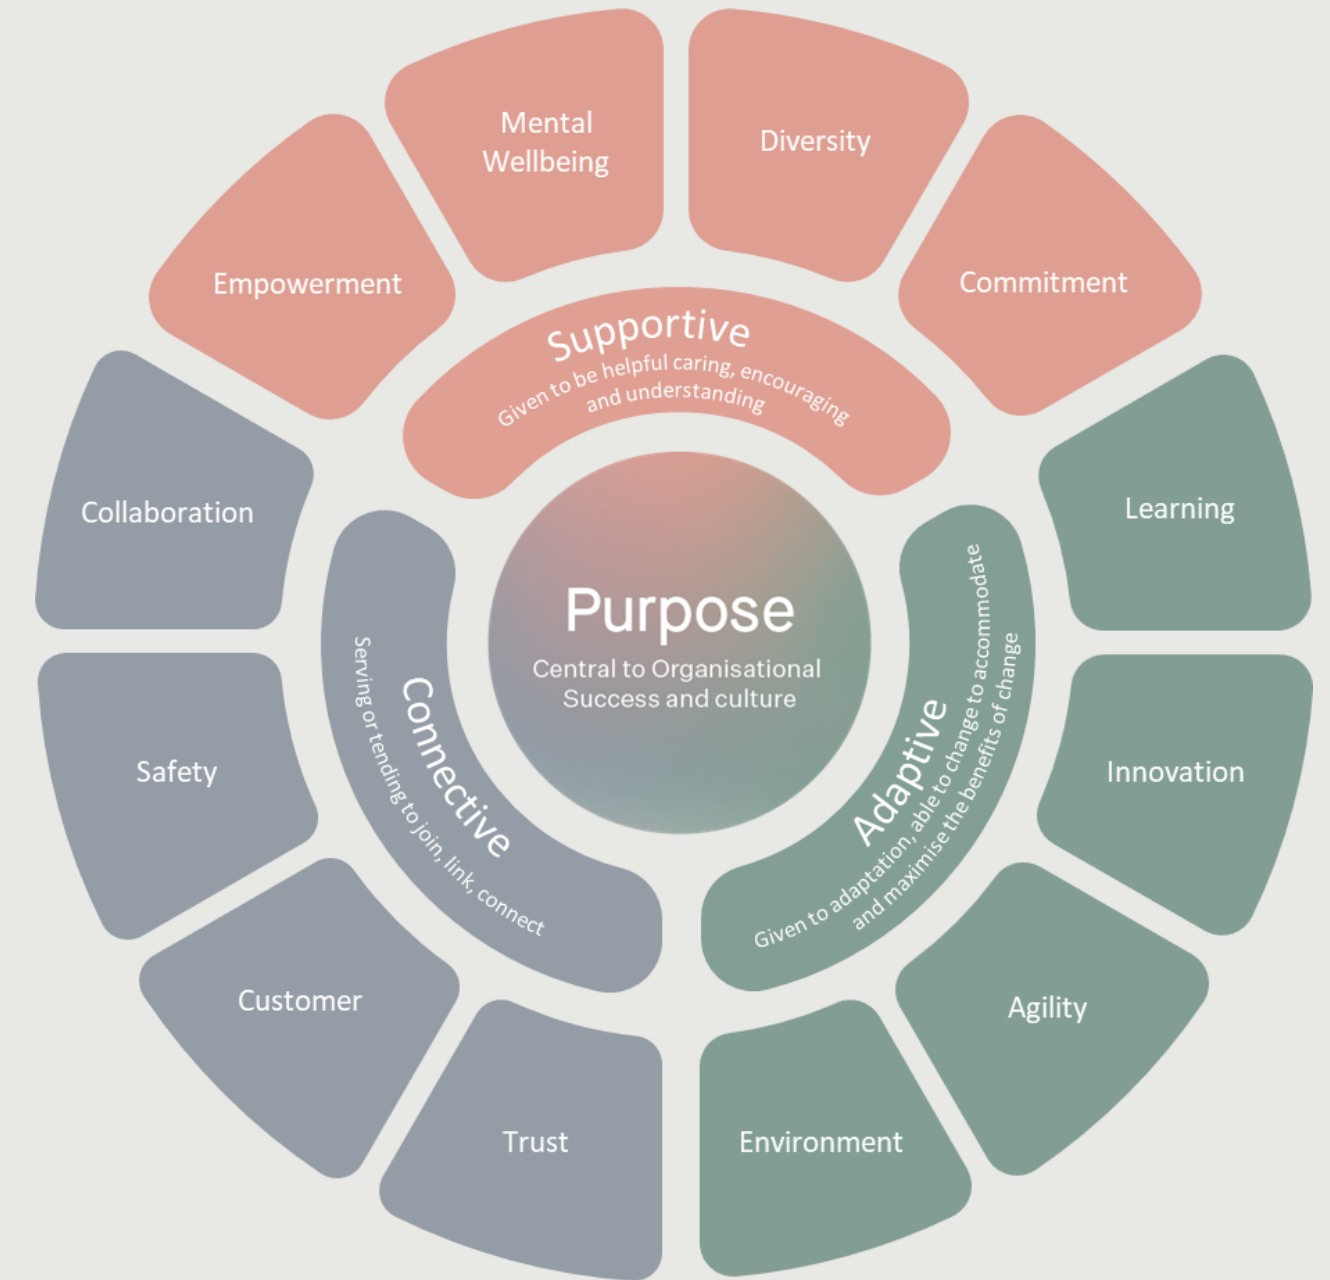 Mental
Wellbeing
Diversity
Empowerment
Commitment
Supportive
Given to be helpful caring, encouraging
and understanding
Collaboration
Learning
Purpose
Central to Organisational
Success and culture
Connective
Serving or tending to join, link, connect
Adaptive
Given to adaptation, able to change to accommodate
and maximise the benefits of change
Safety
Innovation
Customer
Agility
Trust
Environment